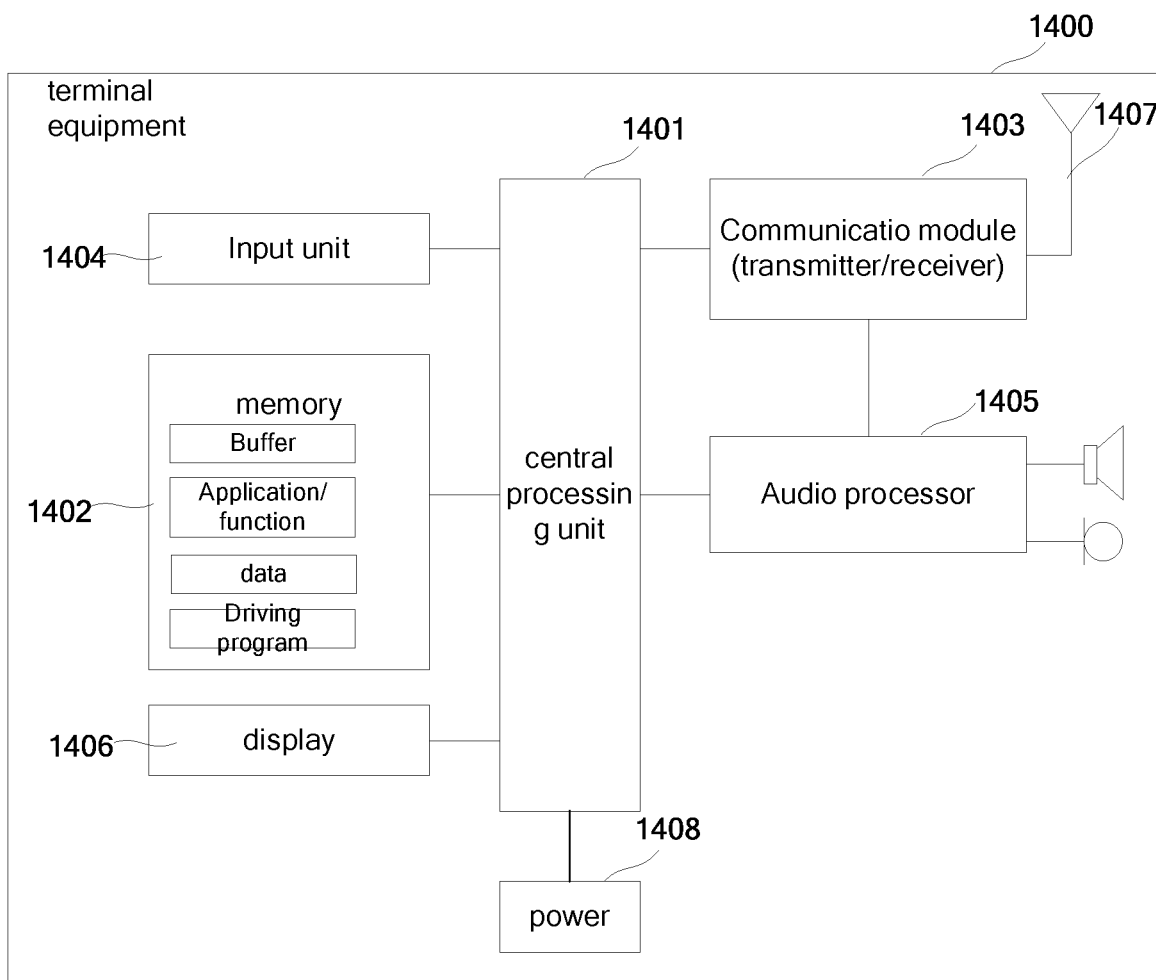 1400
terminal
equipment
1401
1403
1407
1404
Input unit
Communicatio module
(transmitter/receiver)
memory
Buffer
Application/
function
data
Driving
program
1402
central
processin
g unit
1405
Audio processor
1406
display
1408
power